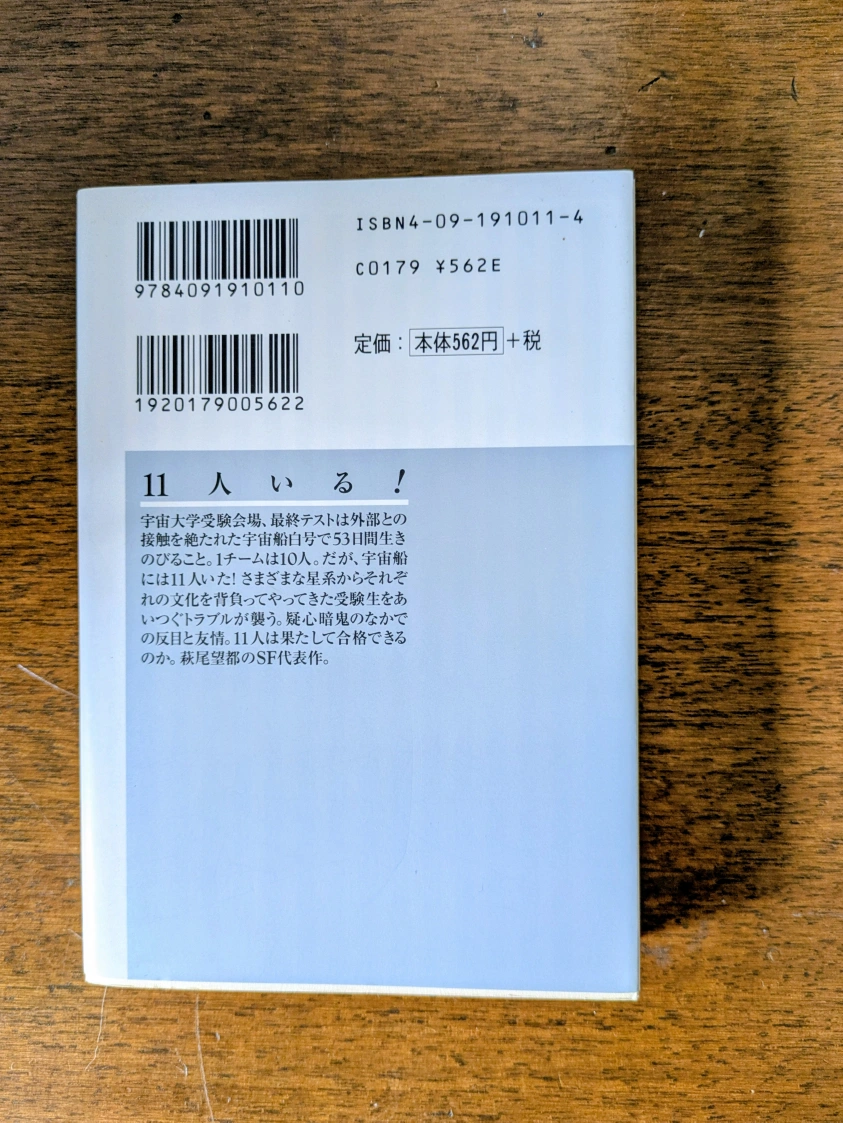 9784091910110
ISBN4-09-191011-4
C0179 ¥562E
1920179005622
定価：本体562円＋税
11人いる！
宇宙大学受験会場、最終テストは外部との
接触を絶たれた宇宙船白号で53日間生き
のびること。1チームは10人。だが、宇宙船
には11人いた！さまざまな星系からそれぞ
れの文化を背負ってやってきた受験生をあ
いつぐトラブルが襲う。疑心暗鬼のなかで
の反目と友情。11人は果たして合格できる
のか。萩尾望都のSF代表作。